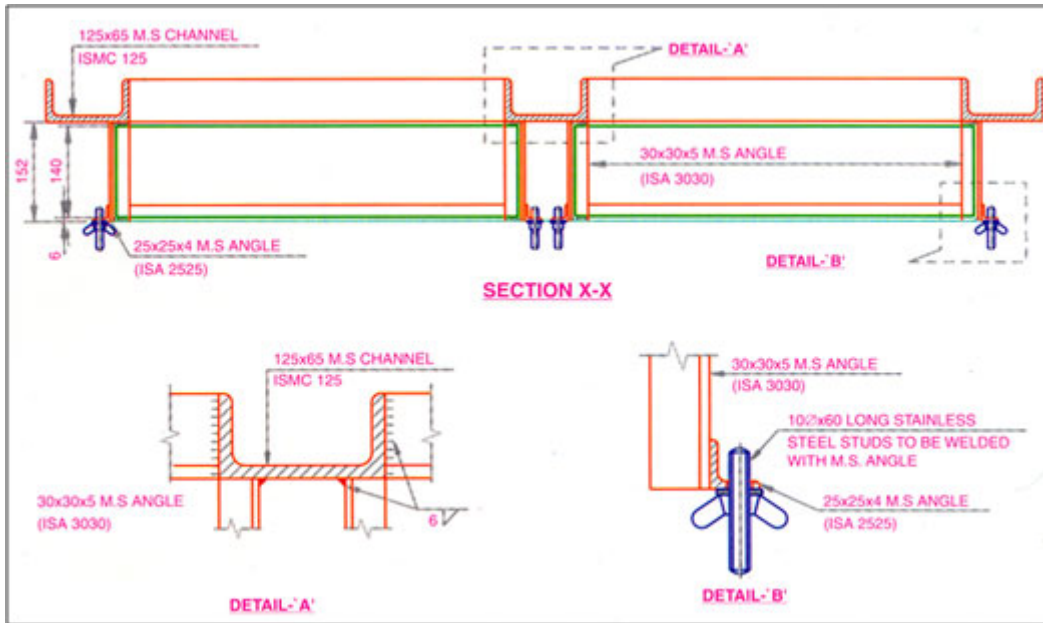 125x65 M.S CHANNEL
ISMC 125
DETAIL-`A'
152
140
6
30x30x5 M.S ANGLE
(ISA 3030)
25x25x4 M.S ANGLE
(ISA 2525)
DETAIL-`B'
SECTION X-X
125x65 M.S CHANNEL
ISMC 125
30x30x5 M.S ANGLE
(ISA 3030)
6
DETAIL-`A'
30x30x5 M.S ANGLE
(ISA 3030)
10∅x60 LONG STAINLESS
STEEL STUDS TO BE WELDED
WITH M.S. ANGLE
25x25x4 M.S ANGLE
(ISA 2525)
DETAIL-`B'